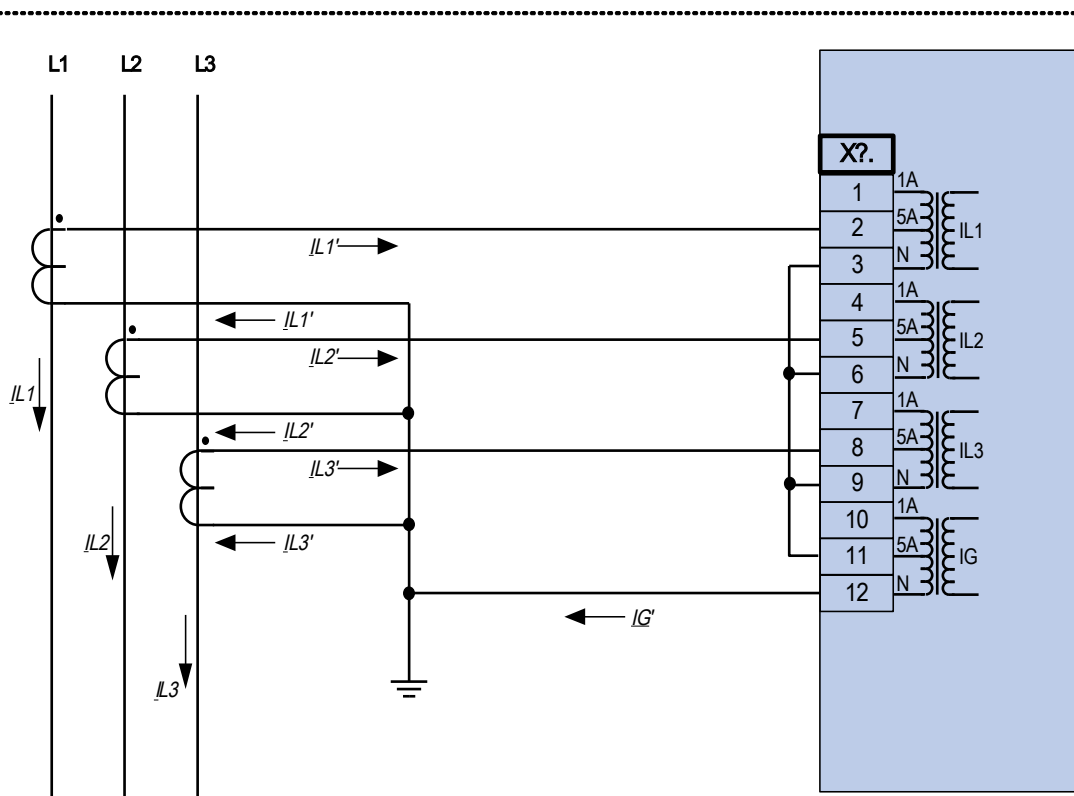 L1 L2 L3
X?.
1 1A
2 5A IL1
3 N
4 1A
5 5A IL2
6 N
7 1A
8 5A IL3
9 N
10 1A
11 5A IG
12 N
IL1'
IL1'
IL2'
IL1
IL2'
IL3'
IL2
IL3'
IG'
IL3